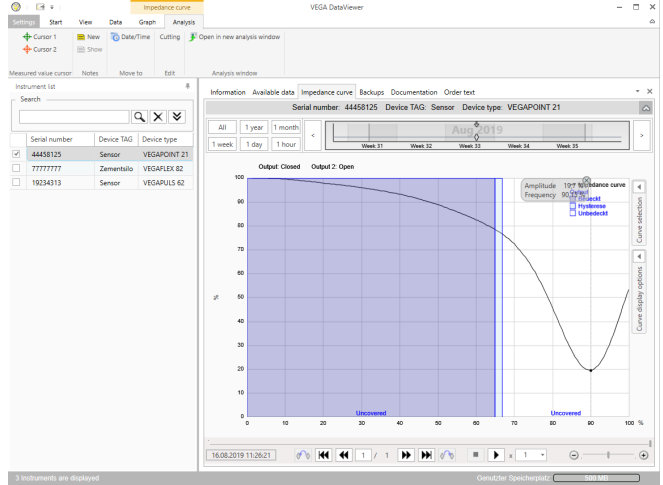 Impedance curve
VEGA DataViewer
Settings Start View Data Graph Analysis
Cursor 1 New Date/Time Cutting Open in new analysis window
Cursor 2 Show
Measured value cursor Notes Move to Edit Analysis window
Instrument list
Search
Serial number Device TAG Device type
44458125 Sensor VEGAPOINT 21
77777777 Zementsilo VEGAFLEX 82
19234313 Sensor VEGAPULS 62
Information Available data Impedance curve Backups Documentation Order text
Serial number: 44458125 Device TAG: Sensor Device type: VEGAPOINT 21
All 1 year 1 month
1 week 1 day 1 hour
< Aug 2019 >
Week 31 Week 32 Week 33 Week 34 Week 35
Output: Closed Output 2: Open
Amplitude
Frequency
Hysterese
Unbedeckt
Curve selection
Curve display options
100
90
80
70
60
50
40
30
20
10
0
%
Uncovered Uncovered
0 10 20 30 40 50 60 70 80 90 100 %
16.08.2019 11:26:21 1 / 1 x 1
3 Instruments are displayed
Genutzter Speicherplatz: 500 MB